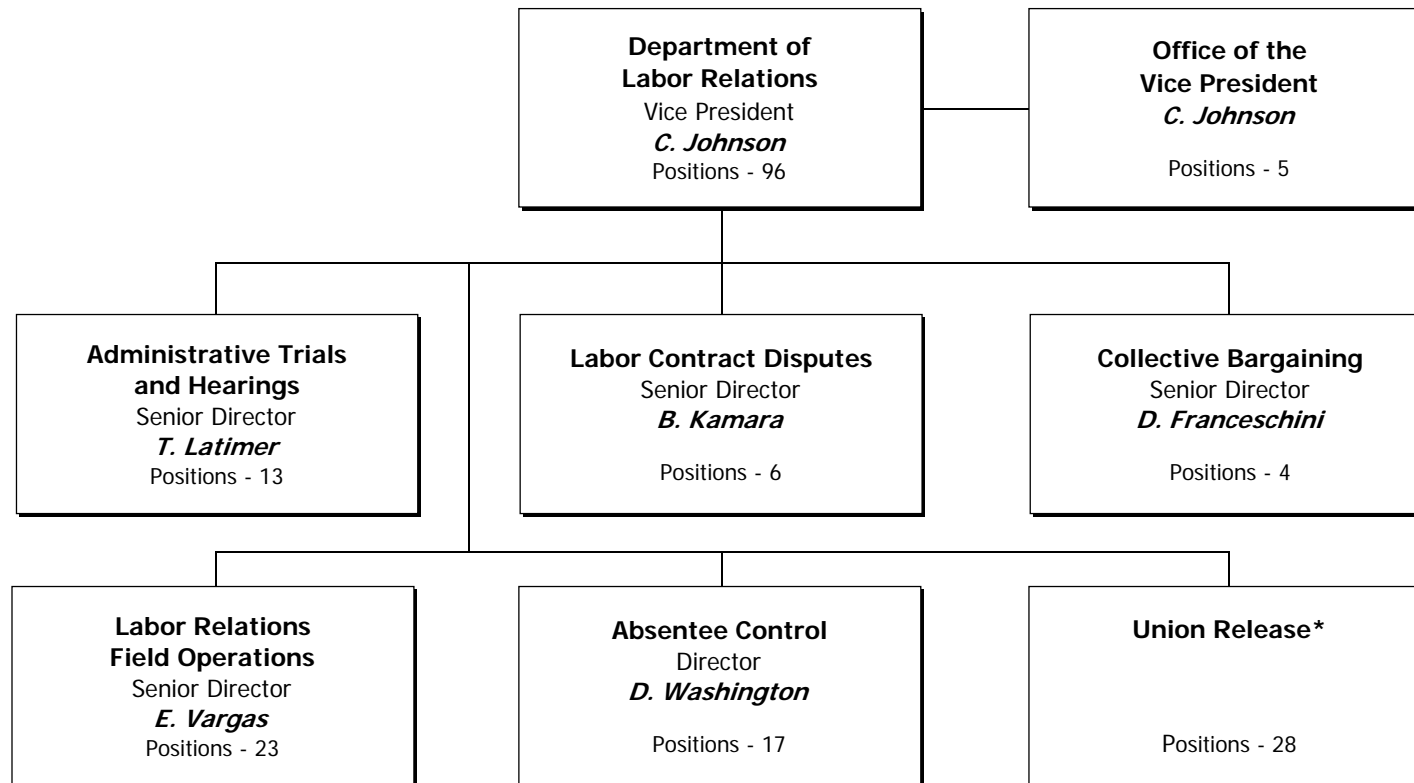 Department of
Labor Relations
Vice President
C. Johnson
Positions - 96
Office of the
Vice President
C. Johnson
Positions - 5
Administrative Trials
and Hearings
Senior Director
T. Latimer
Positions - 13
Labor Contract Disputes
Senior Director
B. Kamara
Positions - 6
Collective Bargaining
Senior Director
D. Franceschini
Positions - 4
Labor Relations
Field Operations
Senior Director
E. Vargas
Positions - 23
Absentee Control
Director
D. Washington
Positions - 17
Union Release*
Positions - 28